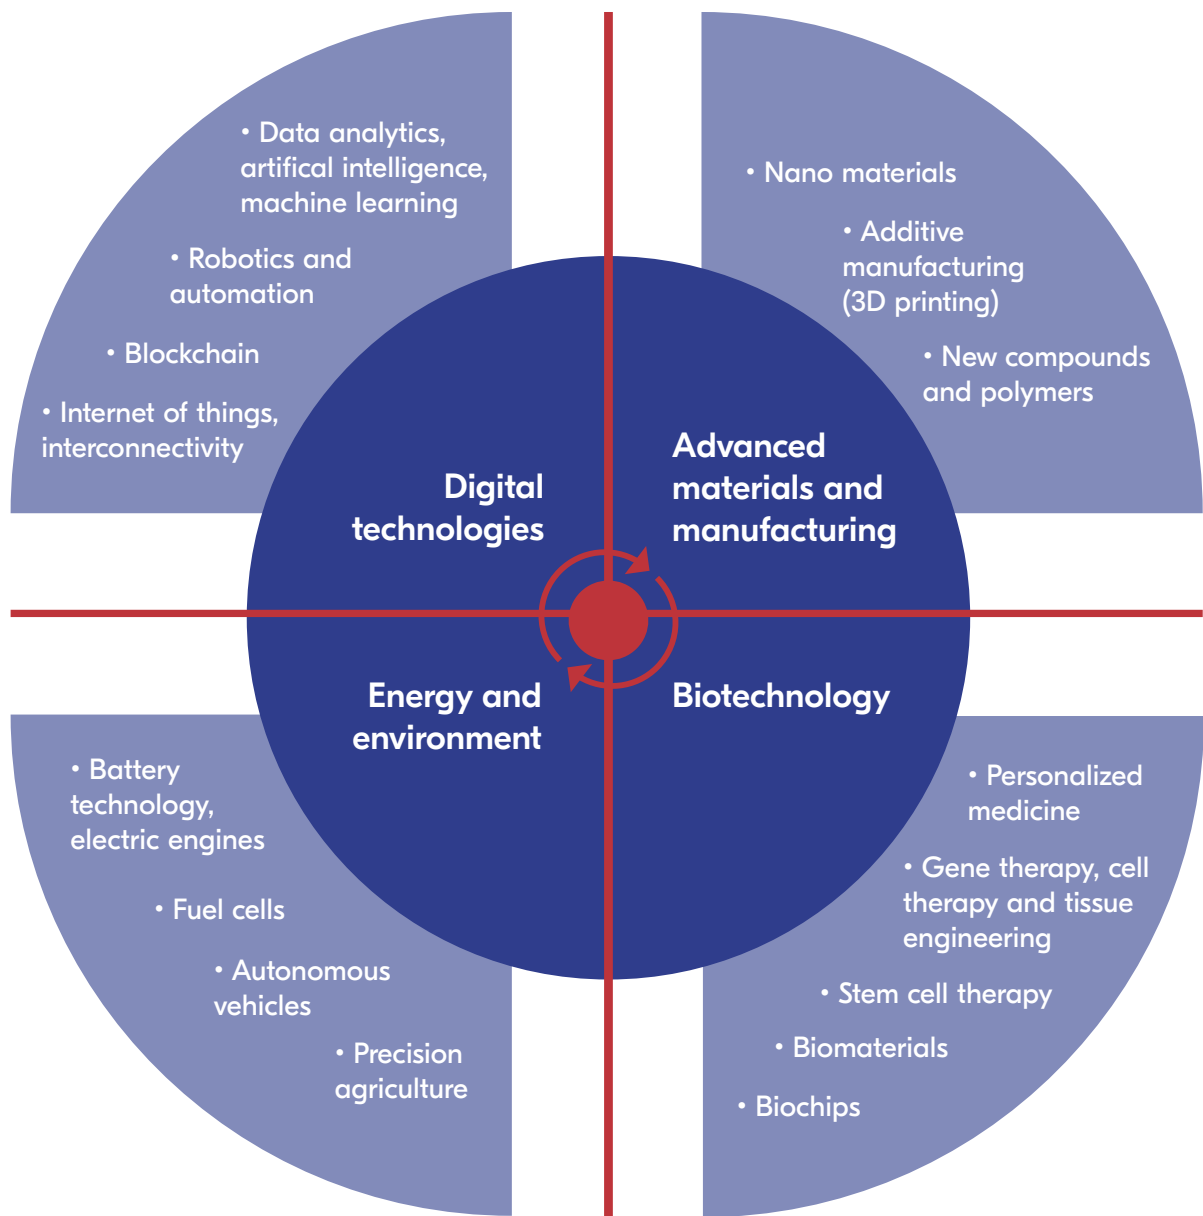 • Data analytics,
artifical intelligence,
machine learning
• Robotics and
automation
• Blockchain
• Internet of things,
interconnectivity
• Nano materials
• Additive
manufacturing
(3D printing)
• New compounds
and polymers
Digital
technologies
Advanced
materials and
manufacturing
Energy and
environment
Biotechnology
• Battery
technology,
electric engines
• Fuel cells
• Autonomous
vehicles
• Precision
agriculture
• Personalized
medicine
• Gene therapy, cell
therapy and tissue
engineering
• Stem cell therapy
• Biomaterials
• Biochips